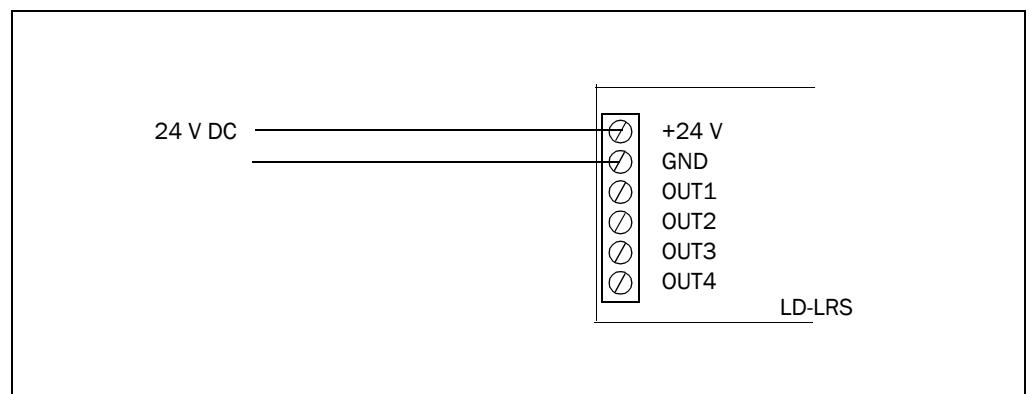 24 V DC
+24 V
GND
OUT1
OUT2
OUT3
OUT4
LD-LRS